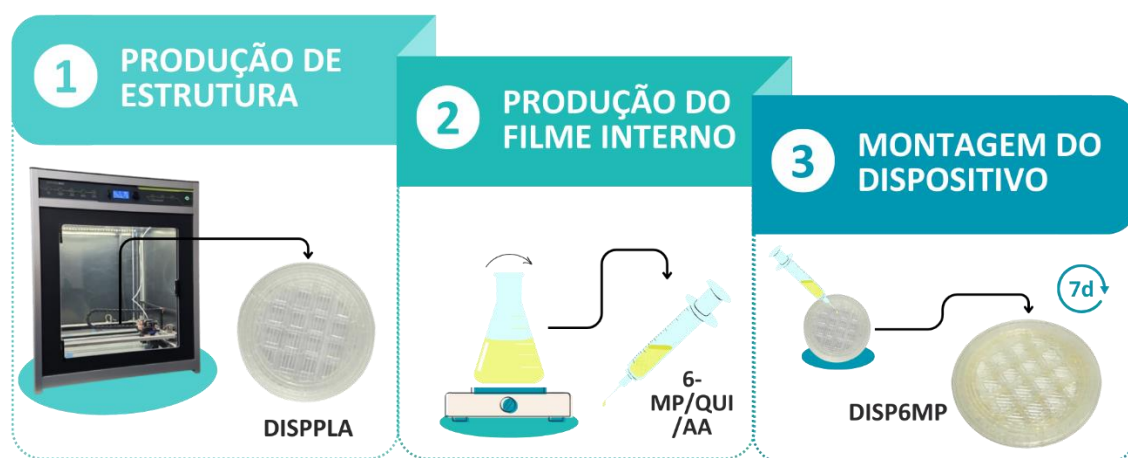 1
PRODUÇÃO DE
ESTRUTURA
DISPPLA
2
PRODUÇÃO DO
FILME INTERNO
6-
MP/QUI
/AA
3
MONTAGEM DO
DISPOSITIVO
7d
DISP6MP